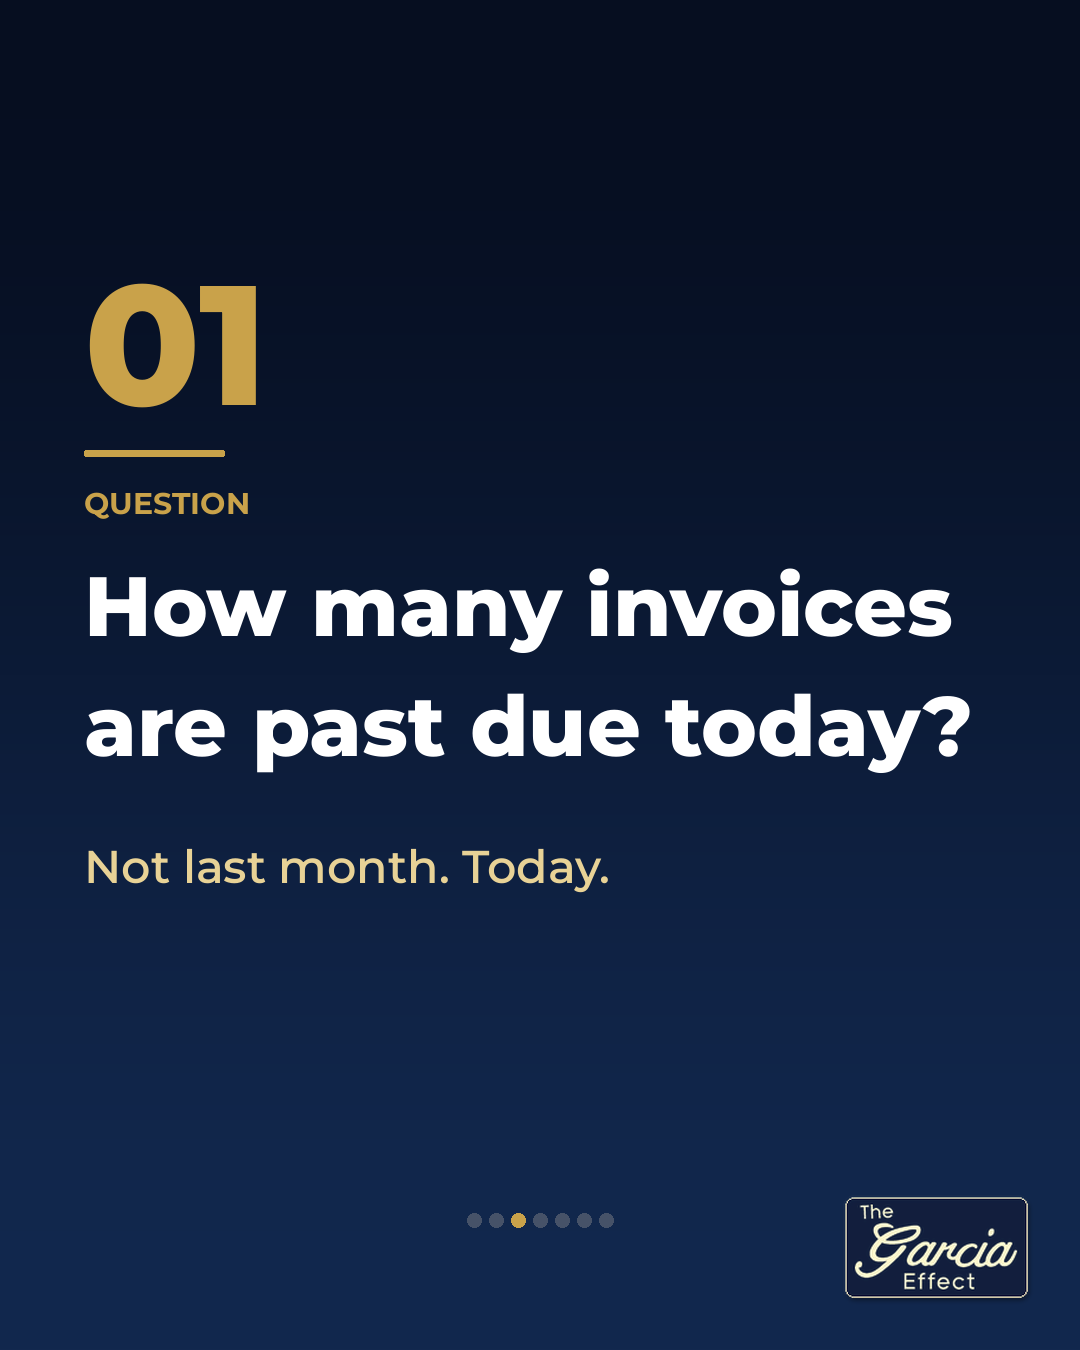 01
QUESTION
How many invoices
are past due today?
Not last month. Today.
The
Garcia
Effect